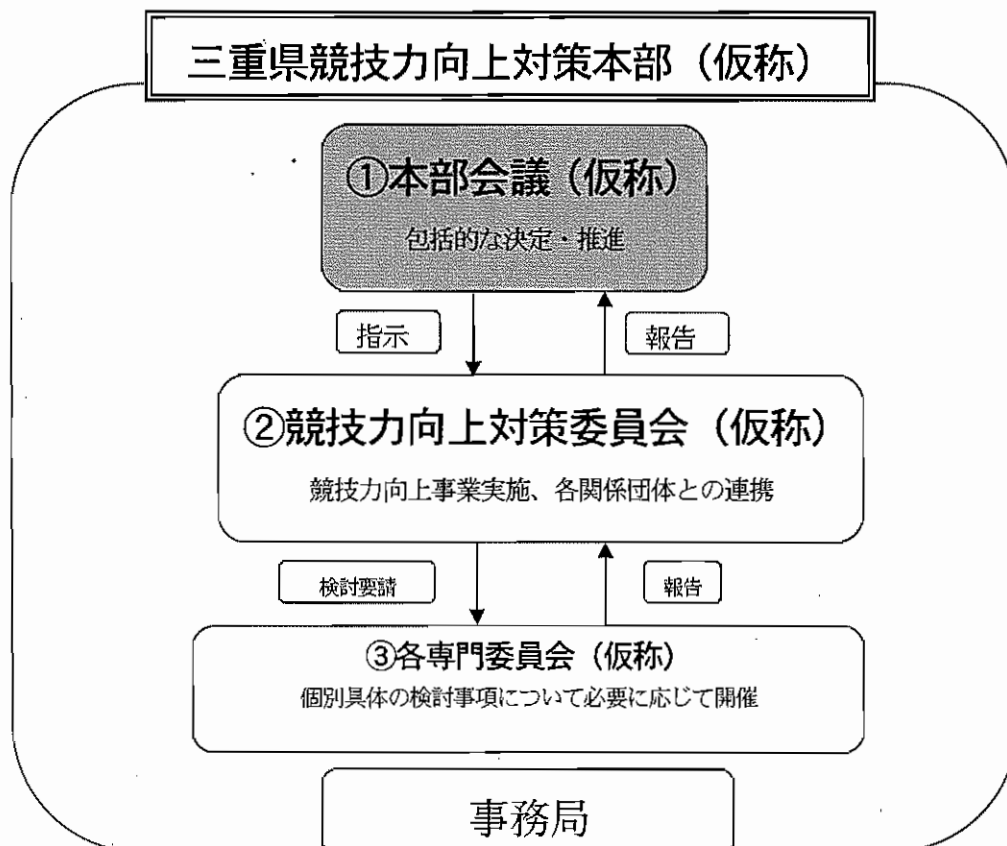 三重県競技力向上対策本部（仮称）
①本部会議（仮称）
包括的な決定・推進
指示
報告
②競技力向上対策委員会（仮称）
競技力向上事業実施、各関係団体との連携
検討要請
報告
③各専門委員会（仮称）
個別具体の検討事項について必要に応じて開催
事務局